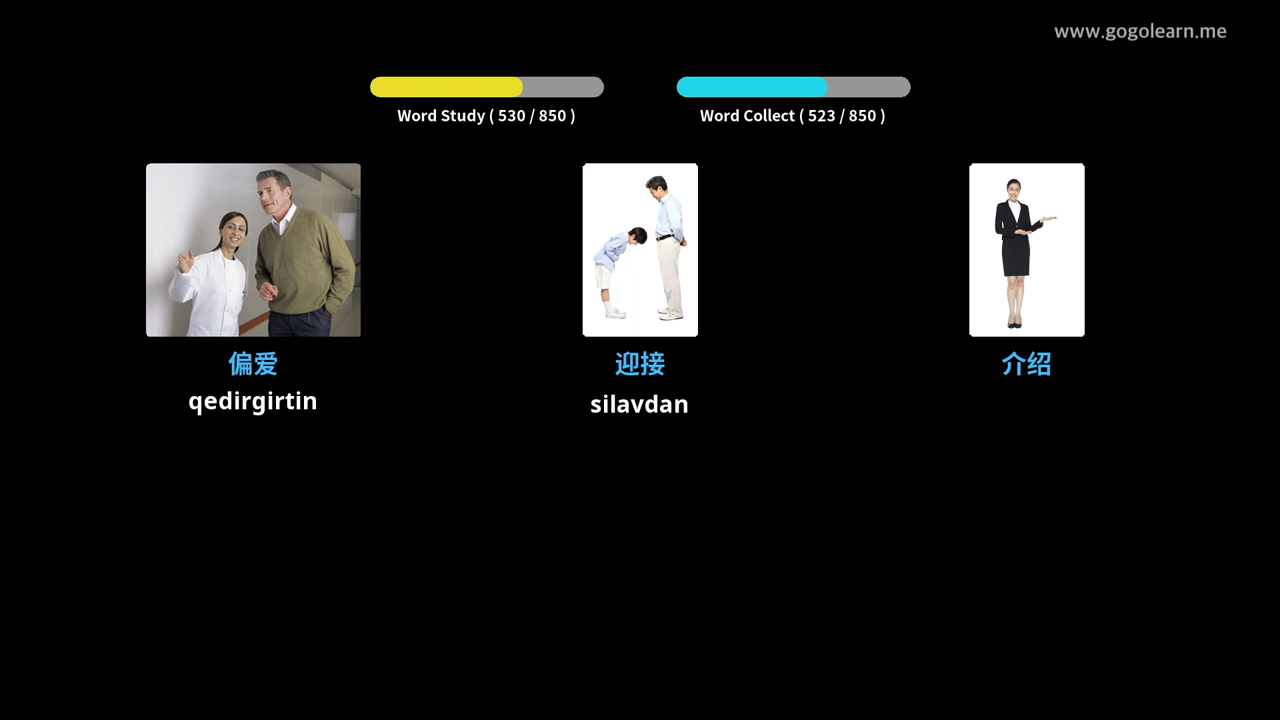 www.gogolearn.me
Word Study ( 530 / 850 )
Word Collect ( 523 / 850 )
偏爱
迎接
介绍
qedirgirtin
silavdan